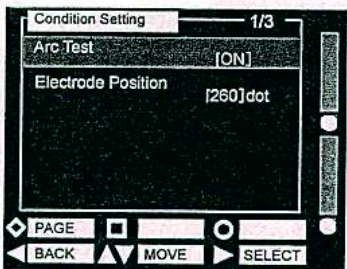 Condition Setting 1/3
Arc Test
[ON]
Electrode Position
[260]dot
PAGE
BACK MOVE SELECT